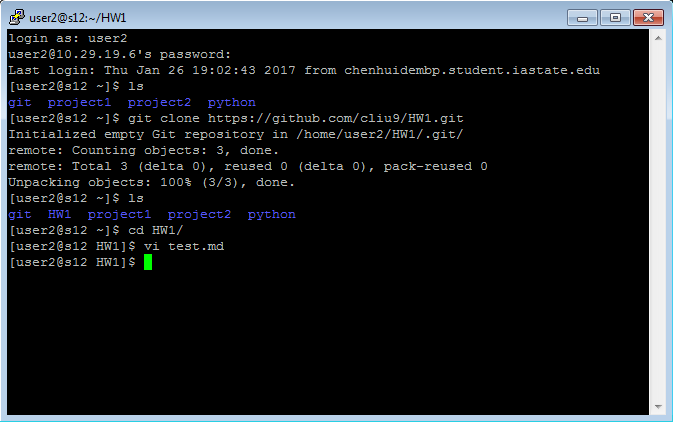 user2@s12:~/HW1
login as: user2
user2@10.29.19.6's password:
Last login: Thu Jan 26 19:02:43 2017 from chenhuidembp.student.iastate.edu
[user2@s12 ~]$ ls
git  project1  project2  python
[user2@s12 ~]$ git clone https://github.com/cliu9/HW1.git
Initialized empty Git repository in /home/user2/HW1/.git/
remote: Counting objects: 3, done.
remote: Total 3 (delta 0), reused 0 (delta 0), pack-reused 0
Unpacking objects: 100% (3/3), done.
[user2@s12 ~]$ ls
git  HW1  project1  project2  python
[user2@s12 ~]$ cd HW1/
[user2@s12 HW1]$ vi test.md
[user2@s12 HW1]$